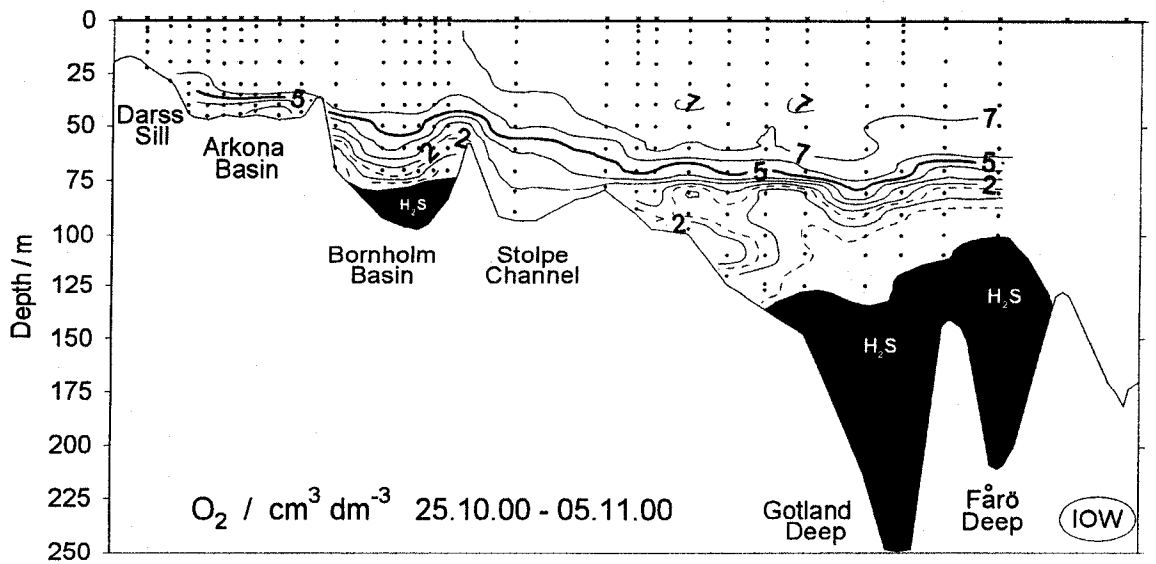 0
25
50
75
100
125
150
175
200
225
250
Depth / m
Darss
Sill
Arkona
Basin
Bornholm
Basin
Stolpe
Channel
Gotland
Deep
Fårö
Deep
5
2
2
H₂S
7
7
7
7
5
5
2
2
H₂S
H₂S
O₂ / cm³ dm⁻³ 25.10.00 - 05.11.00
IOW